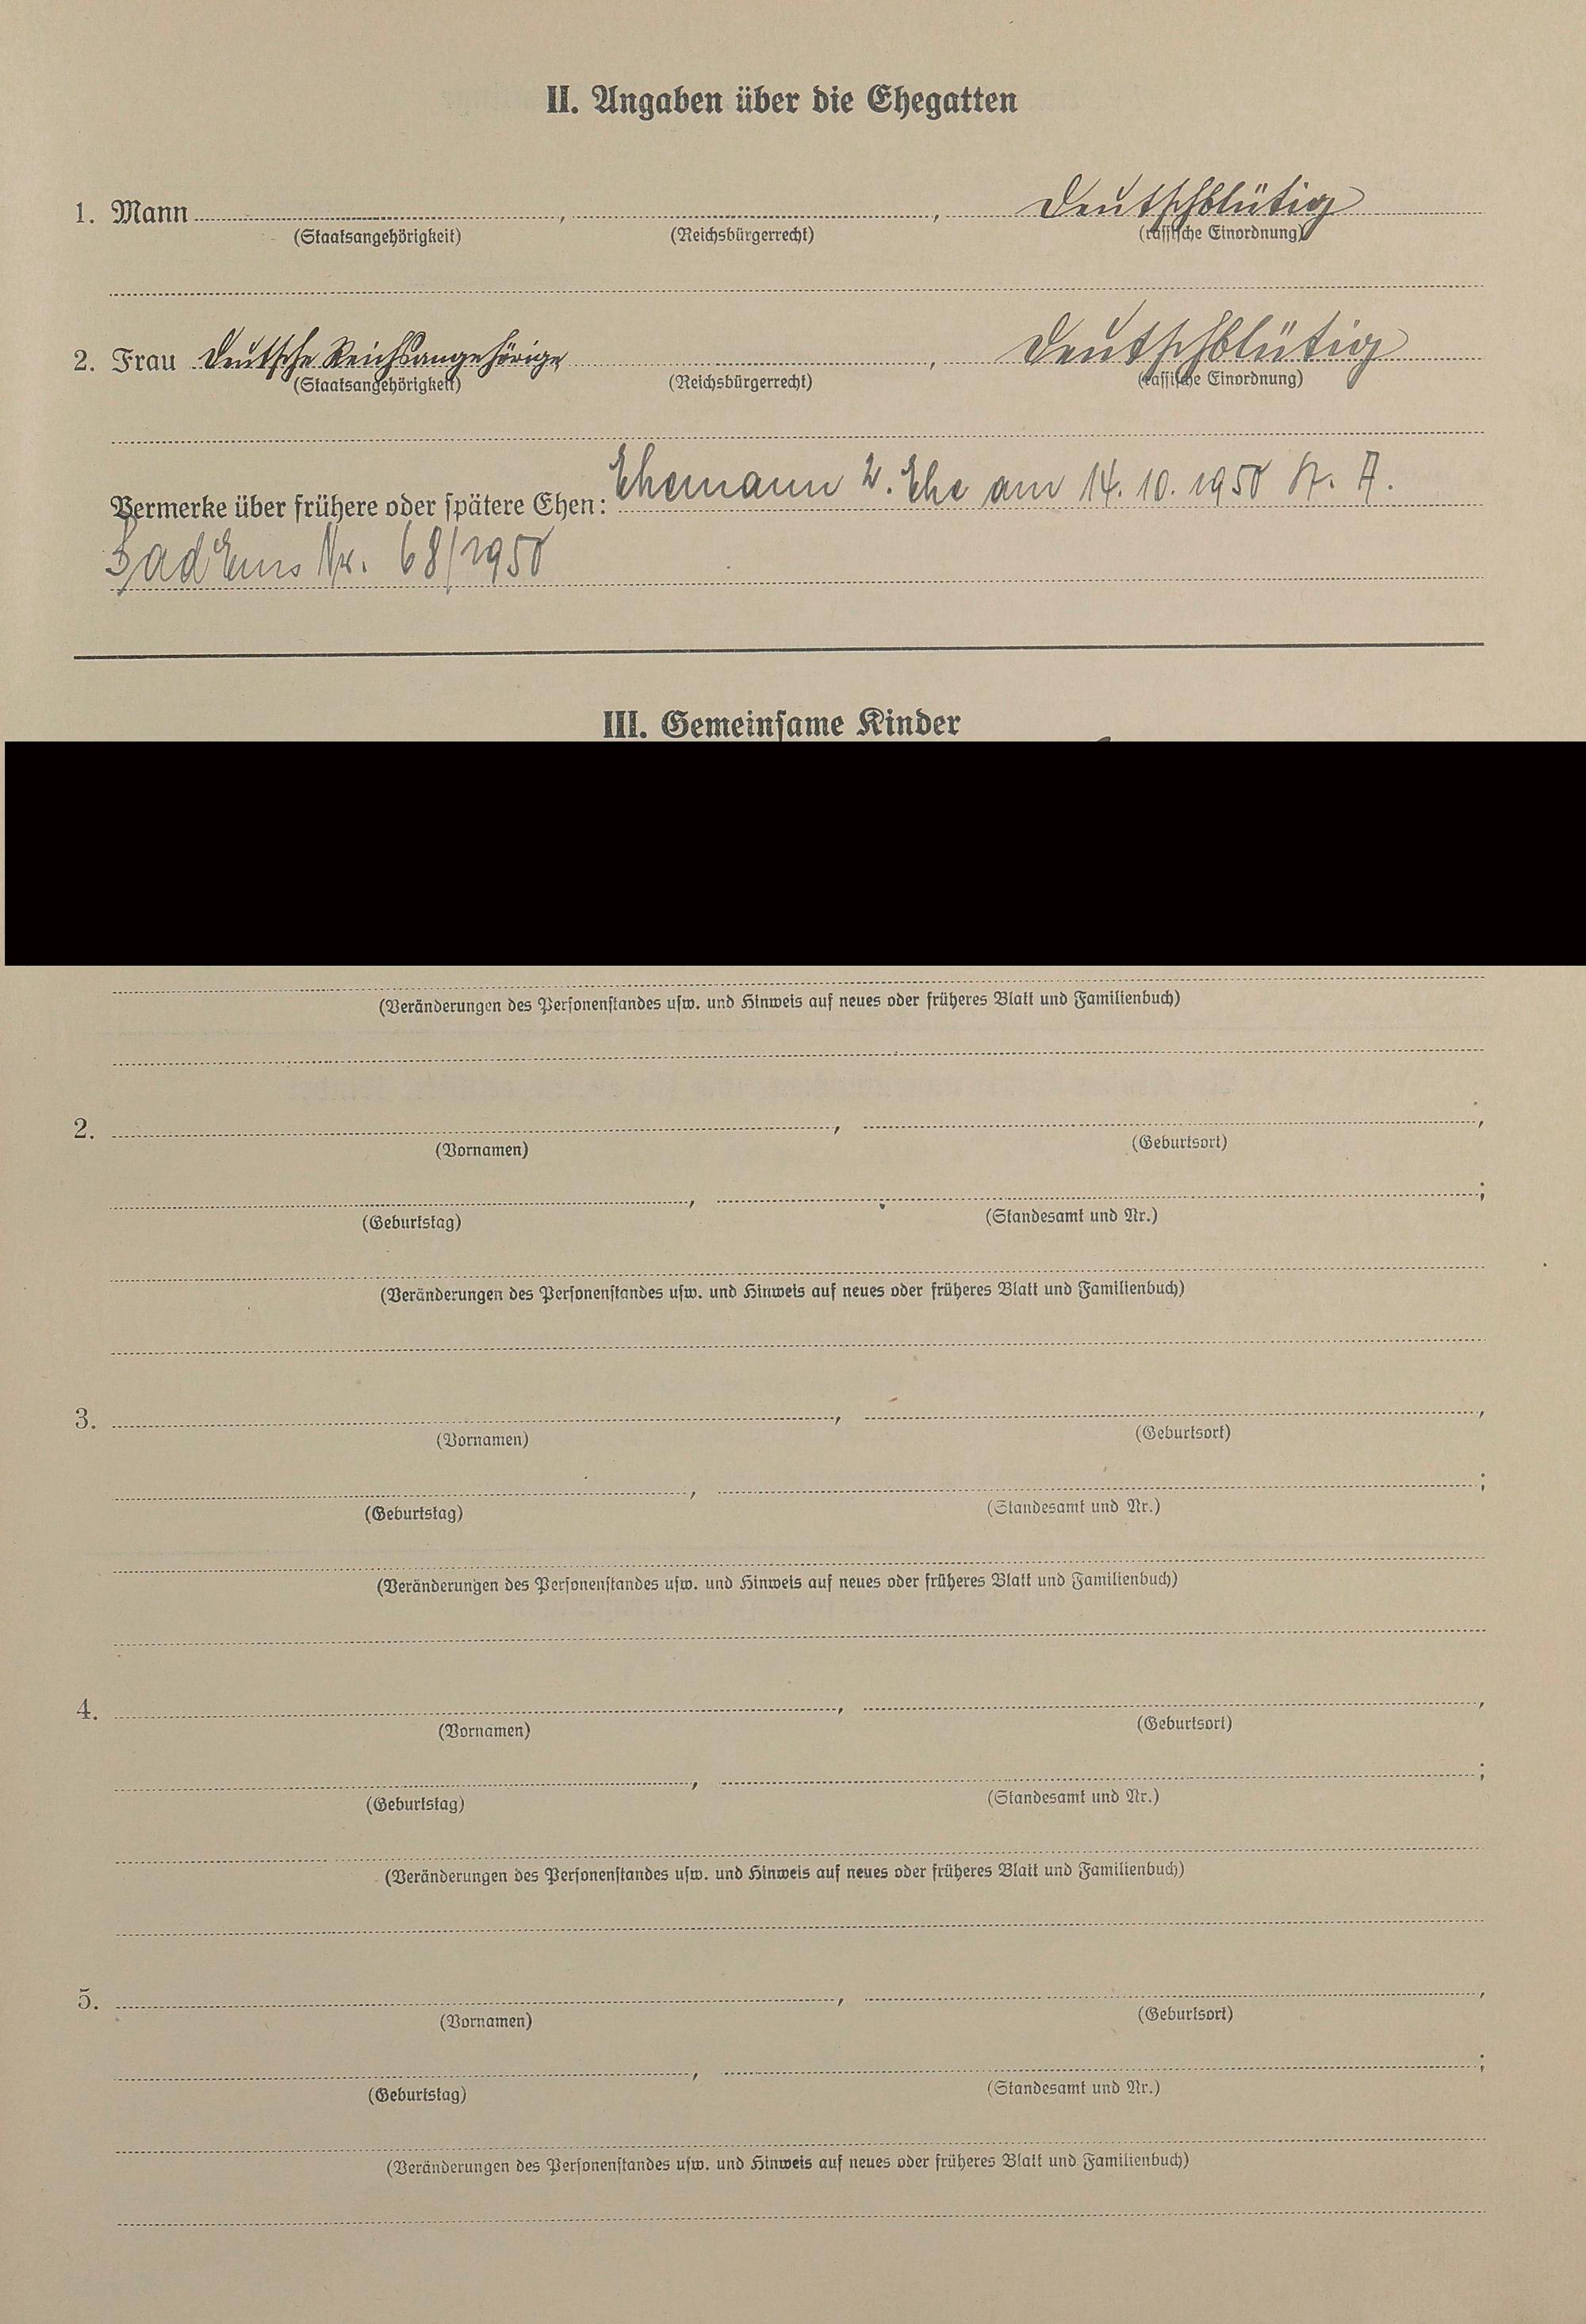 II. Angaben über die Ehegatten
1. Mann , , deutschblütig
(Staatsangehörigkeit) (Reichsbürgerrecht) (rassische Einordnung)
2. Frau deutsche Reichsangehörige , deutschblütig
(Staatsangehörigkeit) (Reichsbürgerrecht) (rassische Einordnung)
Vermerke über frühere oder spätere Ehen: Ehemann 2. Ehe am 14. 10. 1950 St. A.
Bad Ems Nr. 68/1950
III. Gemeinsame Kinder
(Veränderungen des Personenstandes usw. und Hinweis auf neues oder früheres Blatt und Familienbuch)
2. , ,
(Vornamen) (Geburtsort)
, ;
(Geburtstag) (Standesamt und Nr.)
(Veränderungen des Personenstandes usw. und Hinweis auf neues oder früheres Blatt und Familienbuch)
3. , ,
(Vornamen) (Geburtsort)
, ;
(Geburtstag) (Standesamt und Nr.)
(Veränderungen des Personenstandes usw. und Hinweis auf neues oder früheres Blatt und Familienbuch)
4. , ,
(Vornamen) (Geburtsort)
, ;
(Geburtstag) (Standesamt und Nr.)
(Veränderungen des Personenstandes usw. und Hinweis auf neues oder früheres Blatt und Familienbuch)
5. , ,
(Vornamen) (Geburtsort)
, ;
(Geburtstag) (Standesamt und Nr.)
(Veränderungen des Personenstandes usw. und Hinweis auf neues oder früheres Blatt und Familienbuch)